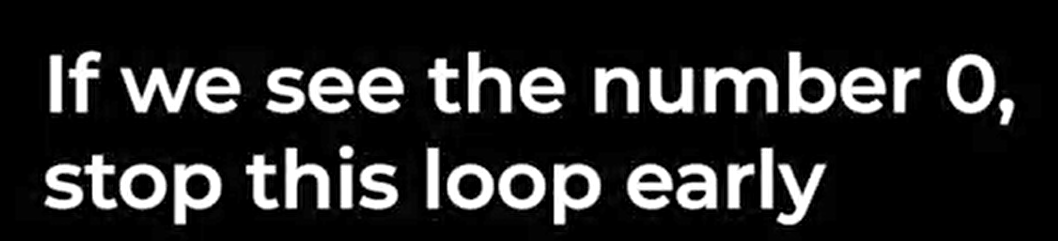 If we see the number 0,
stop this loop early